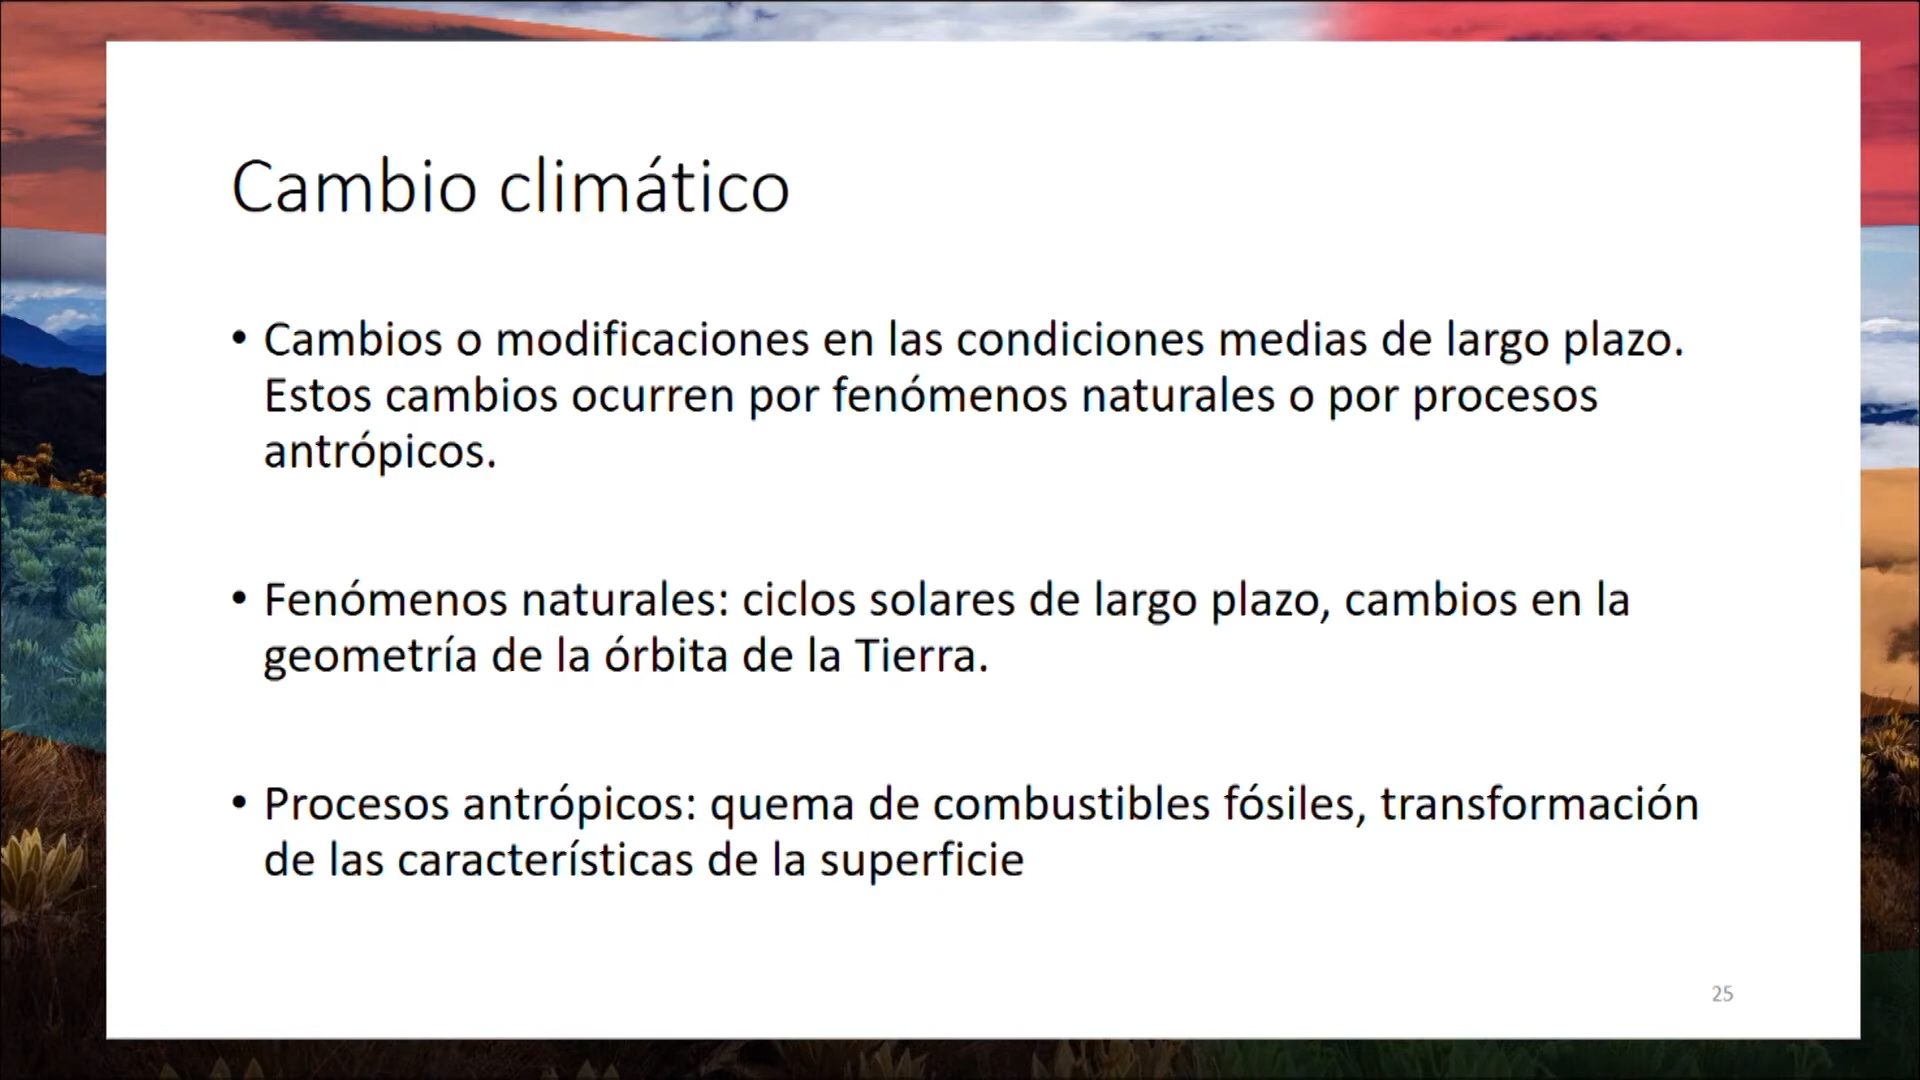 Cambio climático
• Cambios o modificaciones en las condiciones medias de largo plazo.
Estos cambios ocurren por fenómenos naturales o por procesos
antrópicos.
• Fenómenos naturales: ciclos solares de largo plazo, cambios en la
geometría de la órbita de la Tierra.
• Procesos antrópicos: quema de combustibles fósiles, transformación
de las características de la superficie
25